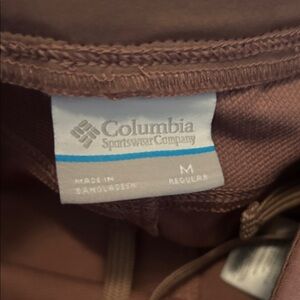 Columbia
Sportswear Company
MADE IN
BANGLADESH
M
REGULAR